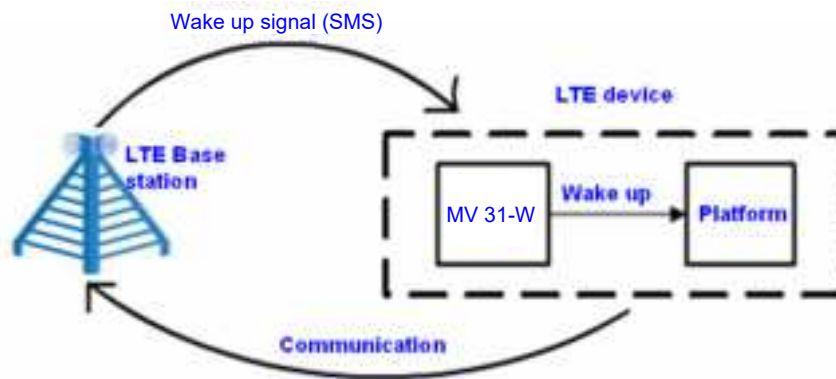 Wake up signal (SMS)
LTE device
LTE Base
station
MV 31-W
Wake up
Platform
Communication